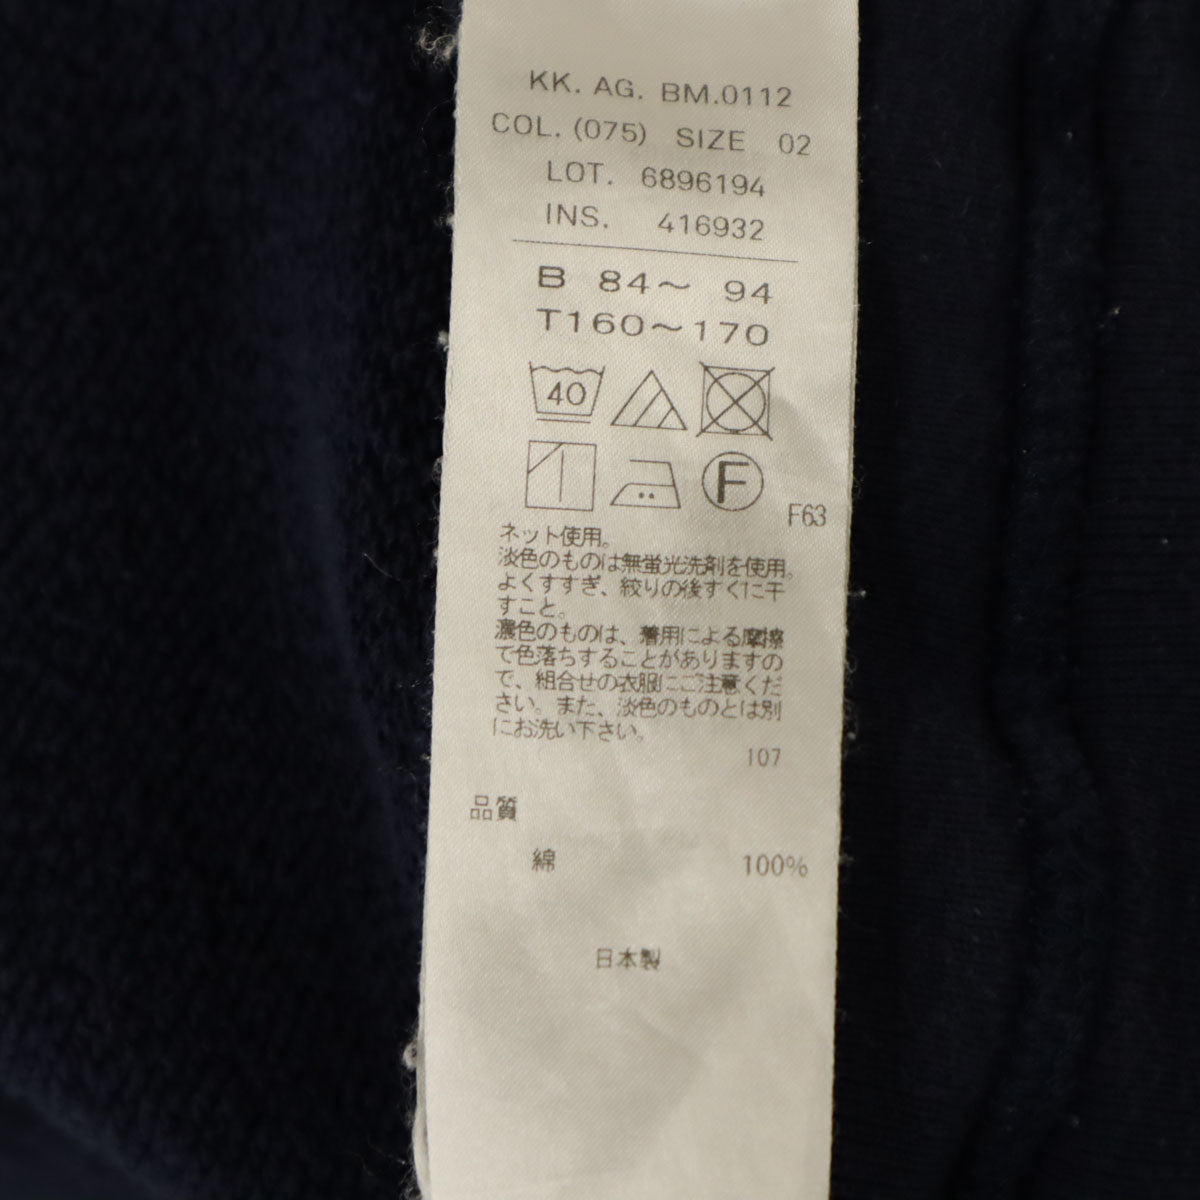 KK. AG. BM.0112
COL. (075) SIZE 02
LOT. 6896194
INS. 416932
B 84～ 94
T160～170
40
F
F63
ネット使用。
淡色のものは無蛍光洗剤を使用。
よくすすぎ、絞りの後すぐに干
すこと。
濃色のものは、着用による摩擦
で色落ちすることがありますの
で、組合せの衣服にご注意くだ
さい。また、淡色のものとは別
にお洗い下さい。
107
品質
綿 100%
日本製